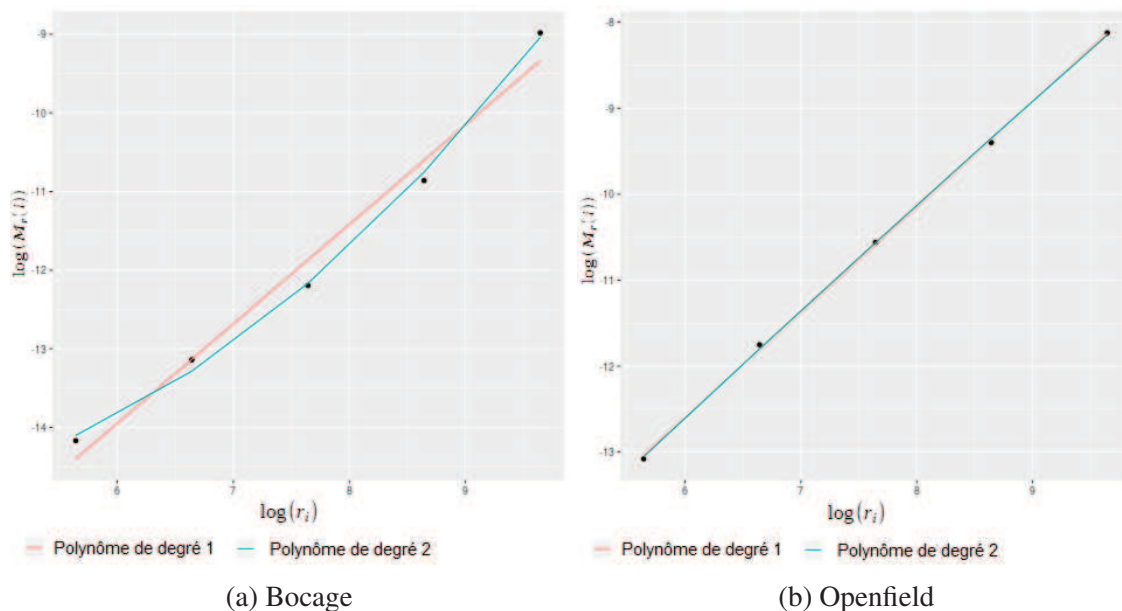 -9
-10
-11
-12
-13
-14
log(M_r(i))
6
7
8
9
log(r_i)
Polynôme de degré 1
Polynôme de degré 2
(a) Bocage
-8
-9
-10
-11
-12
-13
log(M_r(i))
6
7
8
9
log(r_i)
Polynôme de degré 1
Polynôme de degré 2
(b) Openfield